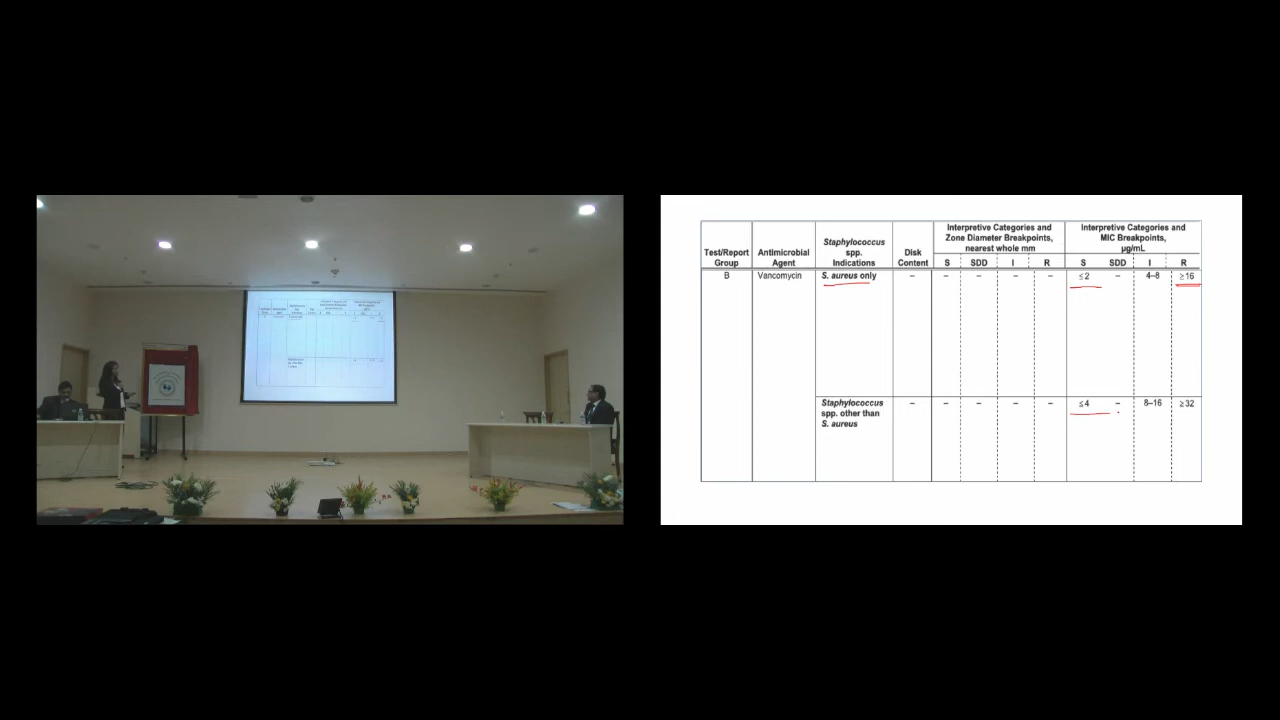 Test/Report Group
Antimicrobial Agent
Staphylococcus spp. Indications
Disk Content
Interpretive Categories and
Zone Diameter Breakpoints,
nearest whole mm
S SDD I R
Interpretive Categories and
MIC Breakpoints,
µg/mL
S SDD I R
B Vancomycin S. aureus only – – – – – ≤2 – 4–8 ≥16
Staphylococcus – – – – – ≤4 – 8–16 ≥32
spp. other than
S. aureus